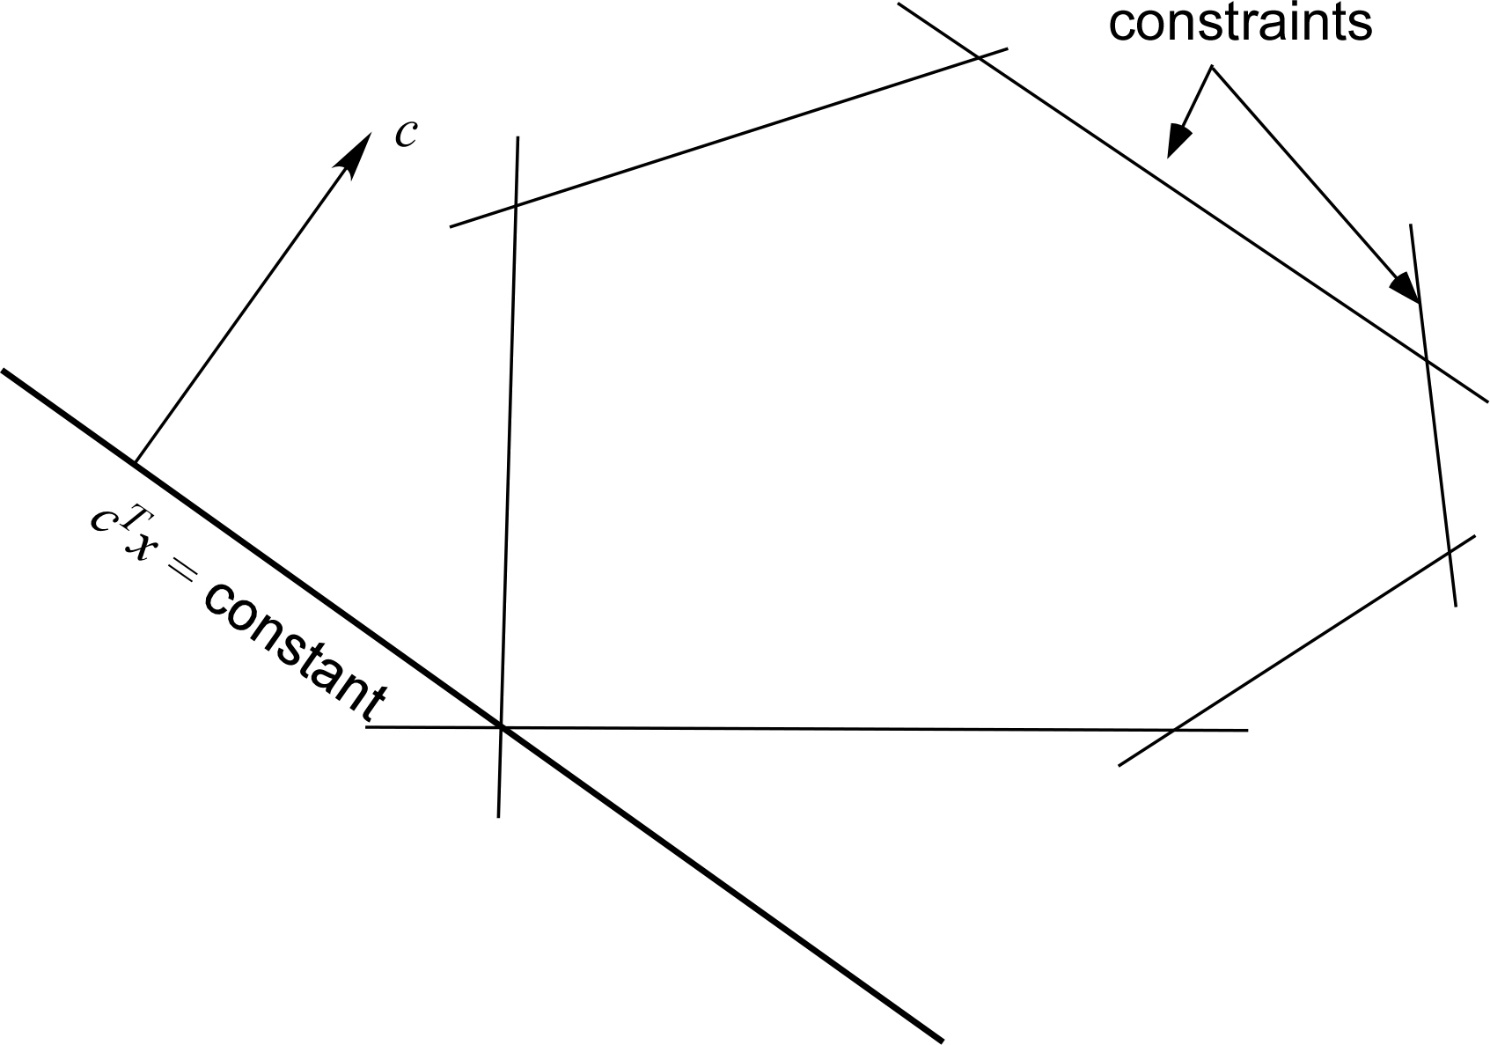 constraints
c
c^T x = constant